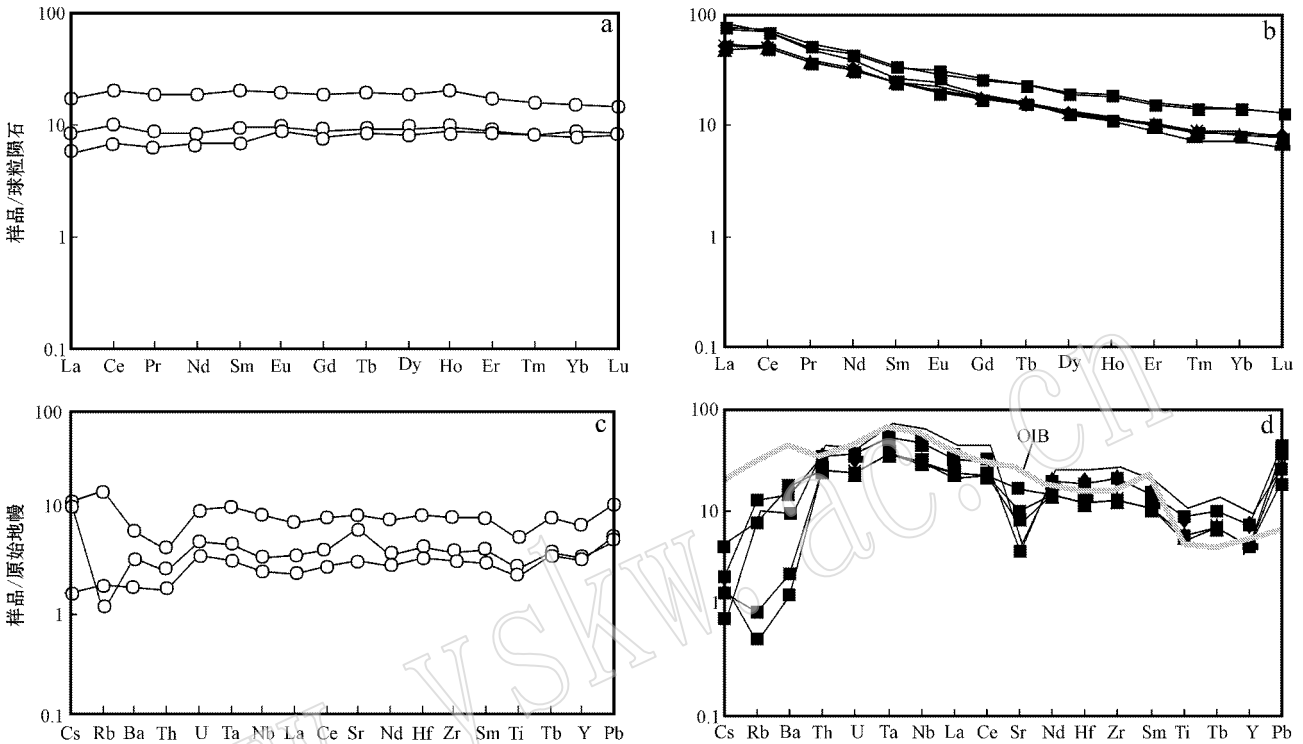 a
100
10
1
0.1
样品/球粒陨石
La Ce Pr Nd Sm Eu Gd Tb Dy Ho Er Tm Yb Lu
b
100
10
1
0.1
La Ce Pr Nd Sm Eu Gd Tb Dy Ho Er Tm Yb Lu
c
100
10
1
0.1
样品/原始地幔
Cs Rb Ba Th U Ta Nb La Ce Sr Nd Hf Zr Sm Ti Tb Y Pb
d
100
10
1
0.1
OIB
Cs Rb Ba Th U Ta Nb La Ce Sr Nd Hf Zr Sm Ti Tb Y Pb
www.yskw.ac.cn